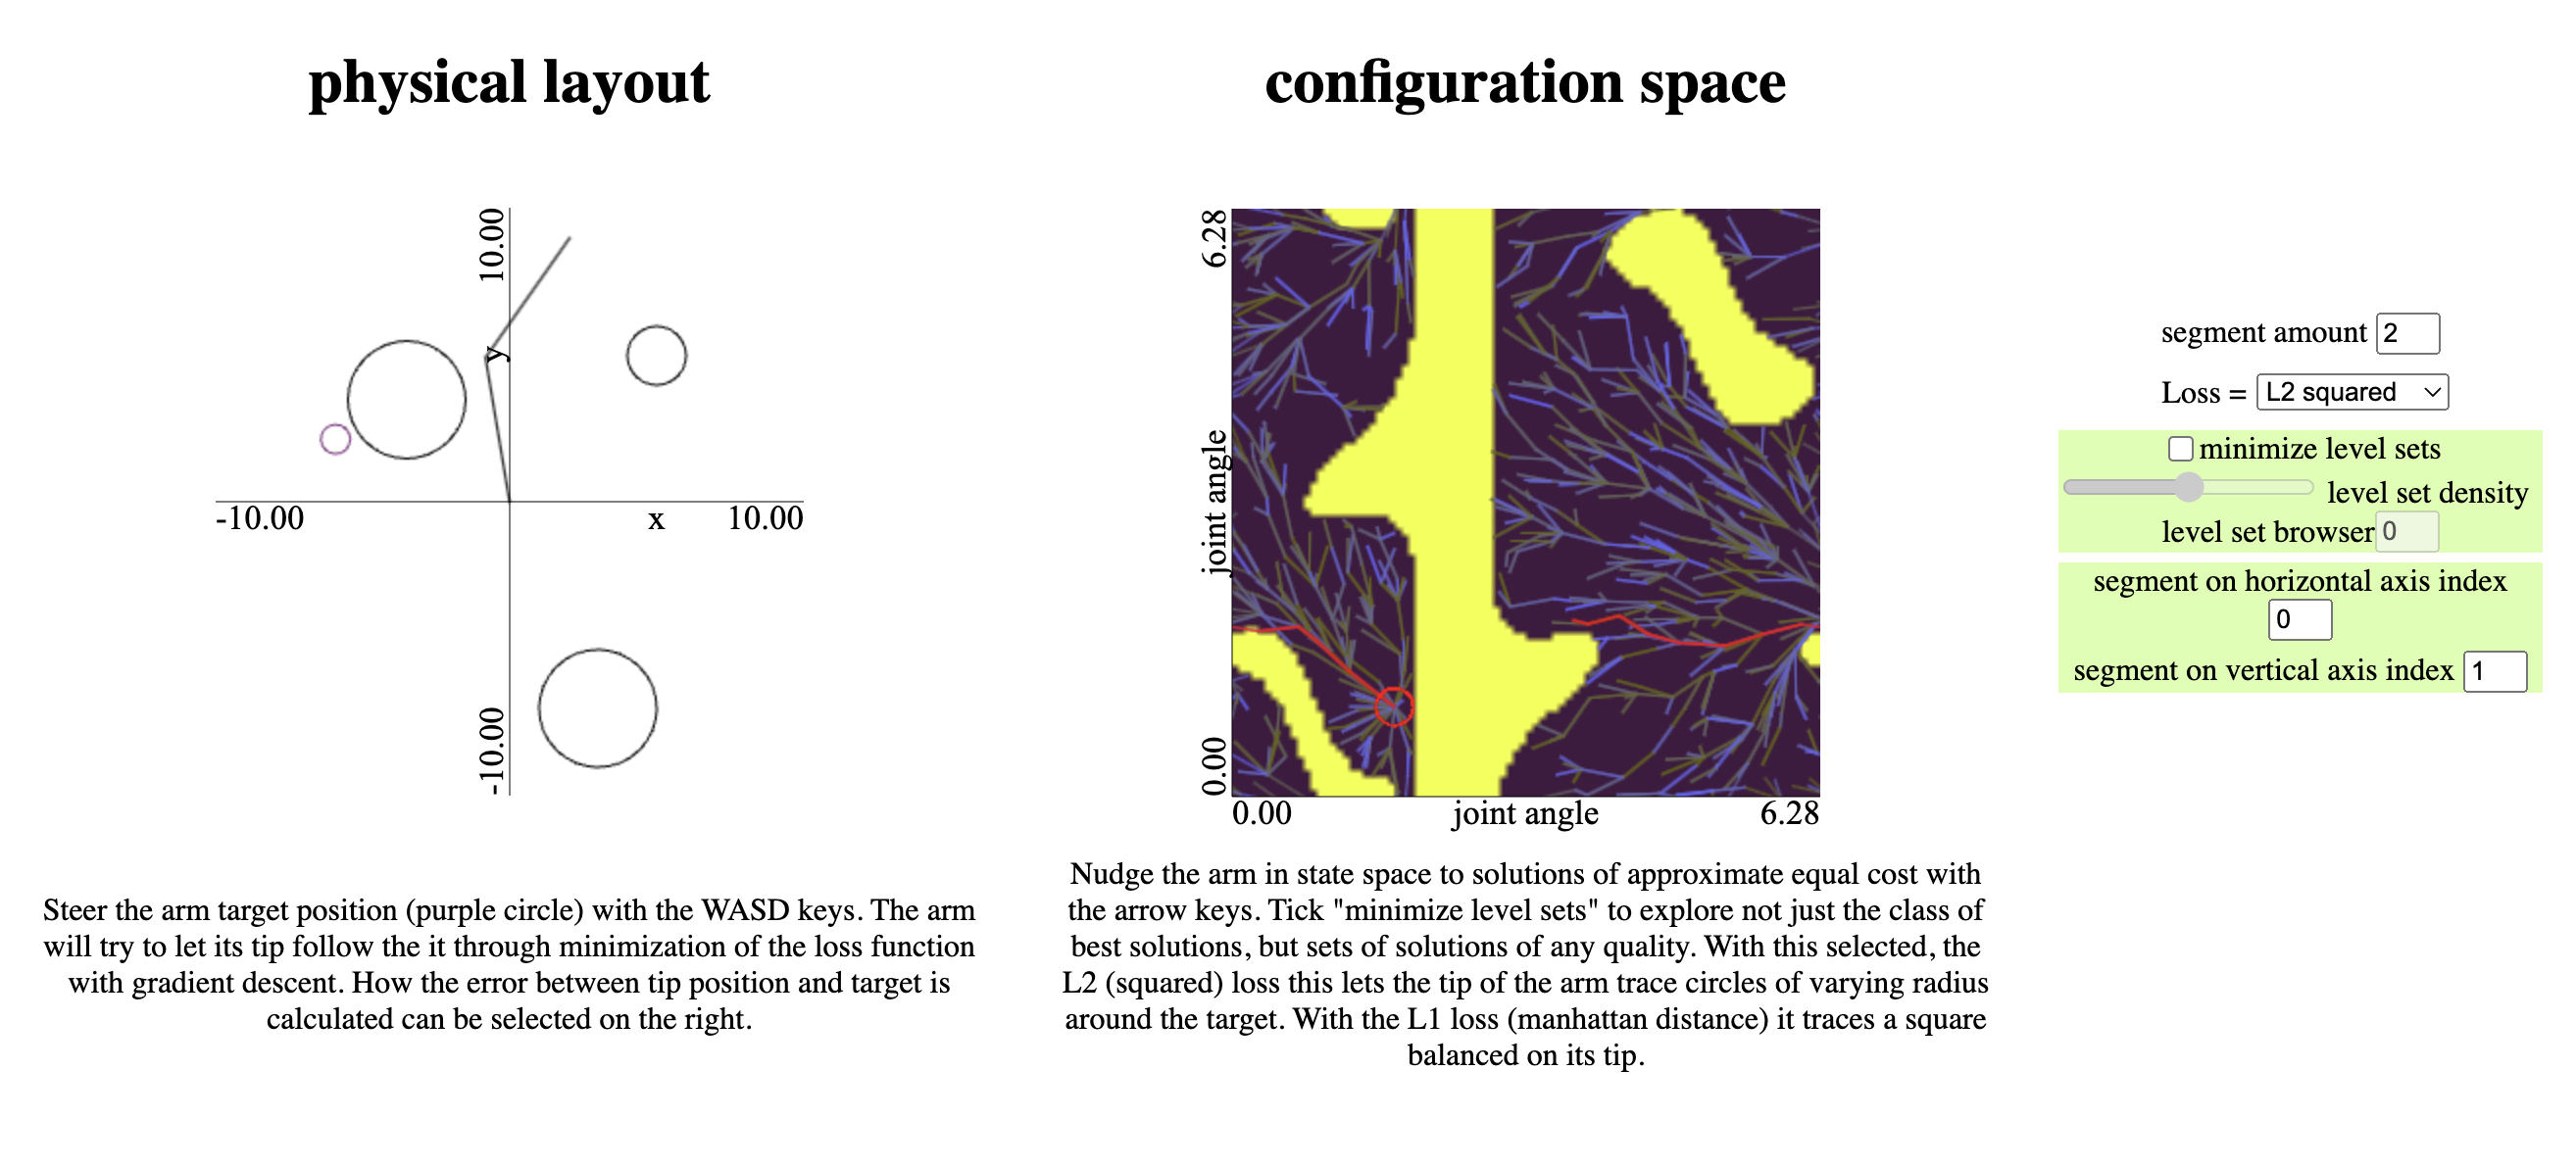 physical layout
10.00
y
-10.00
x
10.00
-10.00
Steer the arm target position (purple circle) with the WASD keys. The arm
will try to let its tip follow the it through minimization of the loss function
with gradient descent. How the error between tip position and target is
calculated can be selected on the right.
configuration space
6.28
joint angle
0.00
0.00
joint angle
6.28
Nudge the arm in state space to solutions of approximate equal cost with
the arrow keys. Tick "minimize level sets" to explore not just the class of
best solutions, but sets of solutions of any quality. With this selected, the
L2 (squared) loss this lets the tip of the arm trace circles of varying radius
around the target. With the L1 loss (manhattan distance) it traces a square
balanced on its tip.
segment amount 2
Loss = L2 squared
minimize level sets
level set density
level set browser 0
segment on horizontal axis index
0
segment on vertical axis index 1